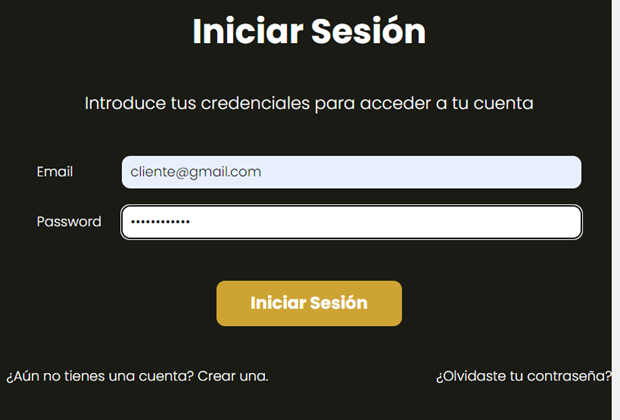 Iniciar Sesión
Introduce tus credenciales para acceder a tu cuenta
Email
cliente@gmail.com
Password
••••••••••••
Iniciar Sesión
¿Aún no tienes una cuenta? Crear una.
¿Olvidaste tu contraseña?